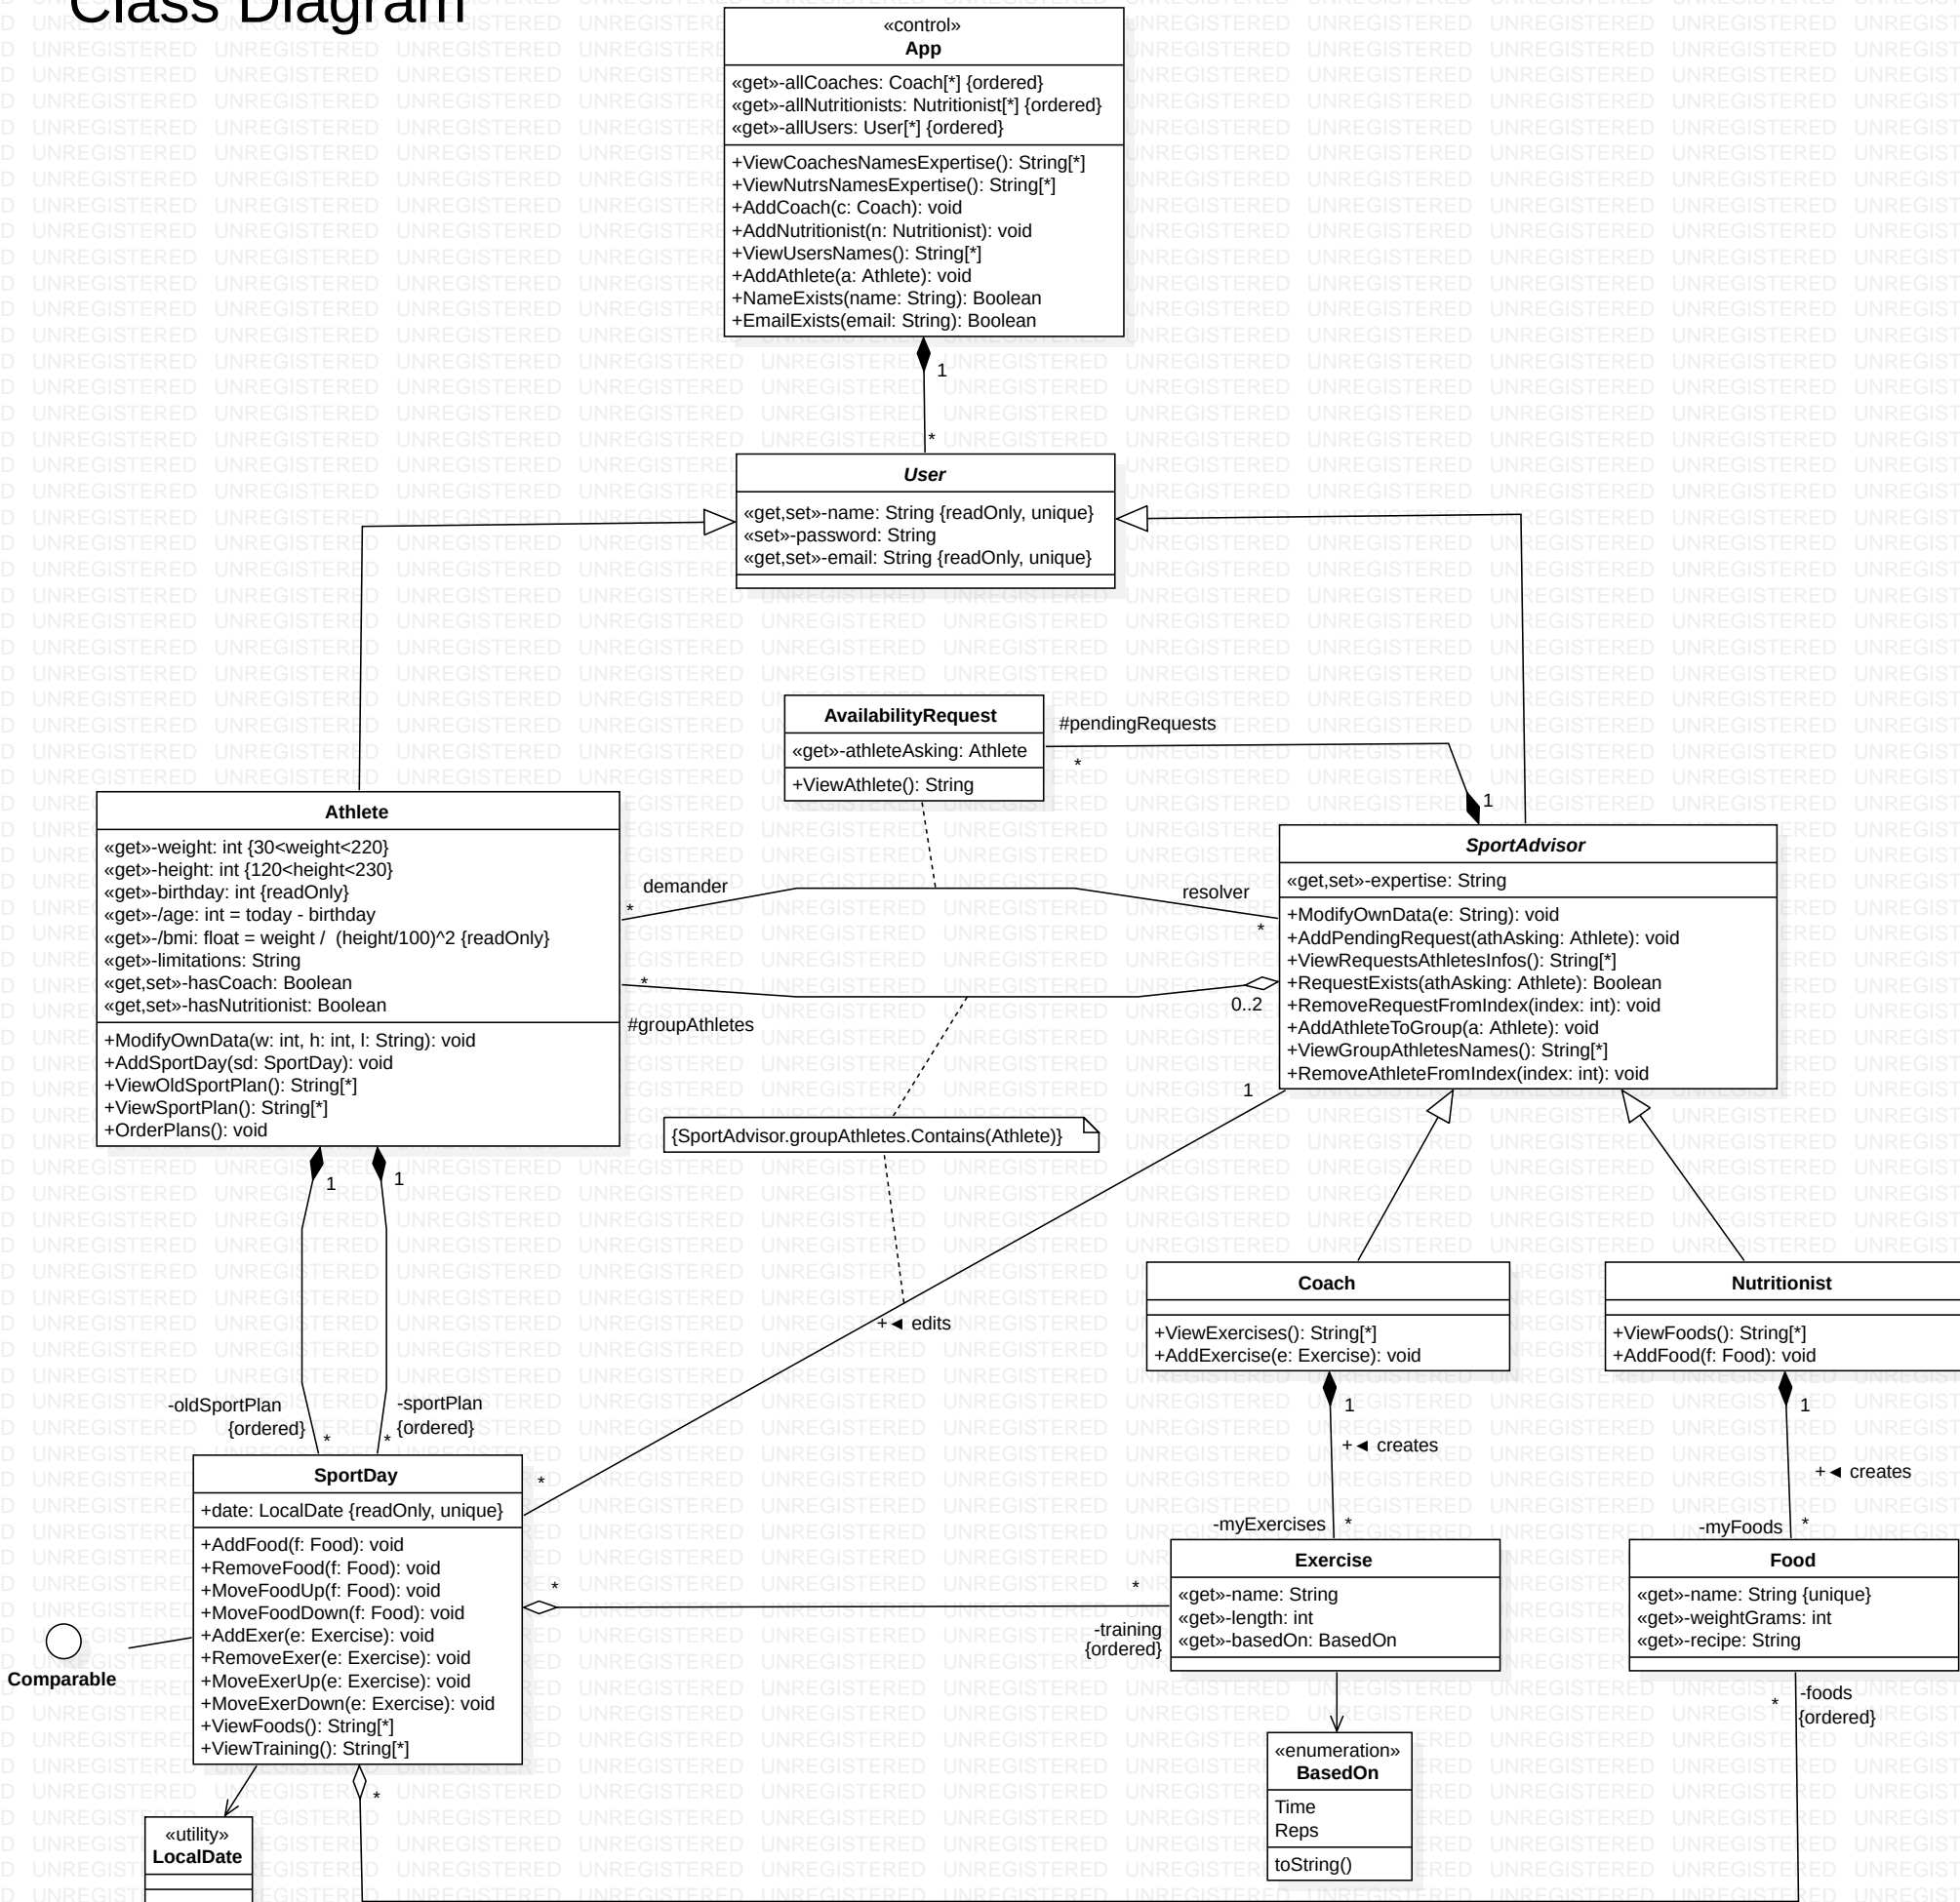 Class Diagram
«control»
App
«get»-allCoaches: Coach[*] {ordered}
«get»-allNutritionists: Nutritionist[*] {ordered}
«get»-allUsers: User[*] {ordered}
+ViewCoachesNamesExpertise(): String[*]
+ViewNutrsNamesExpertise(): String[*]
+AddCoach(c: Coach): void
+AddNutritionist(n: Nutritionist): void
+ViewUsersNames(): String[*]
+AddAthlete(a: Athlete): void
+NameExists(name: String): Boolean
+EmailExists(email: String): Boolean
1
*
User
«get,set»-name: String {readOnly, unique}
«set»-password: String
«get,set»-email: String {readOnly, unique}
AvailabilityRequest
«get»-athleteAsking: Athlete
+ViewAthlete(): String
#pendingRequests
*
1
Athlete
«get»-weight: int {30<weight<220}
«get»-height: int {120<height<230}
«get»-birthday: int {readOnly}
«get»-/age: int = today - birthday
«get»-/bmi: float = weight /  (height/100)^2 {readOnly}
«get»-limitations: String
«get,set»-hasCoach: Boolean
«get,set»-hasNutritionist: Boolean
+ModifyOwnData(w: int, h: int, l: String): void
+AddSportDay(sd: SportDay): void
+ViewOldSportPlan(): String[*]
+ViewSportPlan(): String[*]
+OrderPlans(): void
demander
*
resolver
*
*
#groupAthletes
0..2
SportAdvisor
«get,set»-expertise: String
+ModifyOwnData(e: String): void
+AddPendingRequest(athAsking: Athlete): void
+ViewRequestsAthletesInfos(): String[*]
+RequestExists(athAsking: Athlete): Boolean
+RemoveRequestFromIndex(index: int): void
+AddAthleteToGroup(a: Athlete): void
+ViewGroupAthletesNames(): String[*]
+RemoveAthleteFromIndex(index: int): void
1
{SportAdvisor.groupAthletes.Contains(Athlete)}
1
1
+◄ edits
Coach
+ViewExercises(): String[*]
+AddExercise(e: Exercise): void
Nutritionist
+ViewFoods(): String[*]
+AddFood(f: Food): void
1
+◄ creates
-myExercises
*
1
+◄ creates
-myFoods
*
-oldSportPlan
{ordered}
*
-sportPlan
{ordered}
*
SportDay
+date: LocalDate {readOnly, unique}
+AddFood(f: Food): void
+RemoveFood(f: Food): void
+MoveFoodUp(f: Food): void
+MoveFoodDown(f: Food): void
+AddExer(e: Exercise): void
+RemoveExer(e: Exercise): void
+MoveExerUp(e: Exercise): void
+MoveExerDown(e: Exercise): void
+ViewFoods(): String[*]
+ViewTraining(): String[*]
*
*
*
-training
{ordered}
Exercise
«get»-name: String
«get»-length: int
«get»-basedOn: BasedOn
Food
«get»-name: String {unique}
«get»-weightGrams: int
«get»-recipe: String
Comparable
*
-foods
{ordered}
«enumeration»
BasedOn
Time
Reps
toString()
*
«utility»
LocalDate
UNREGISTERED